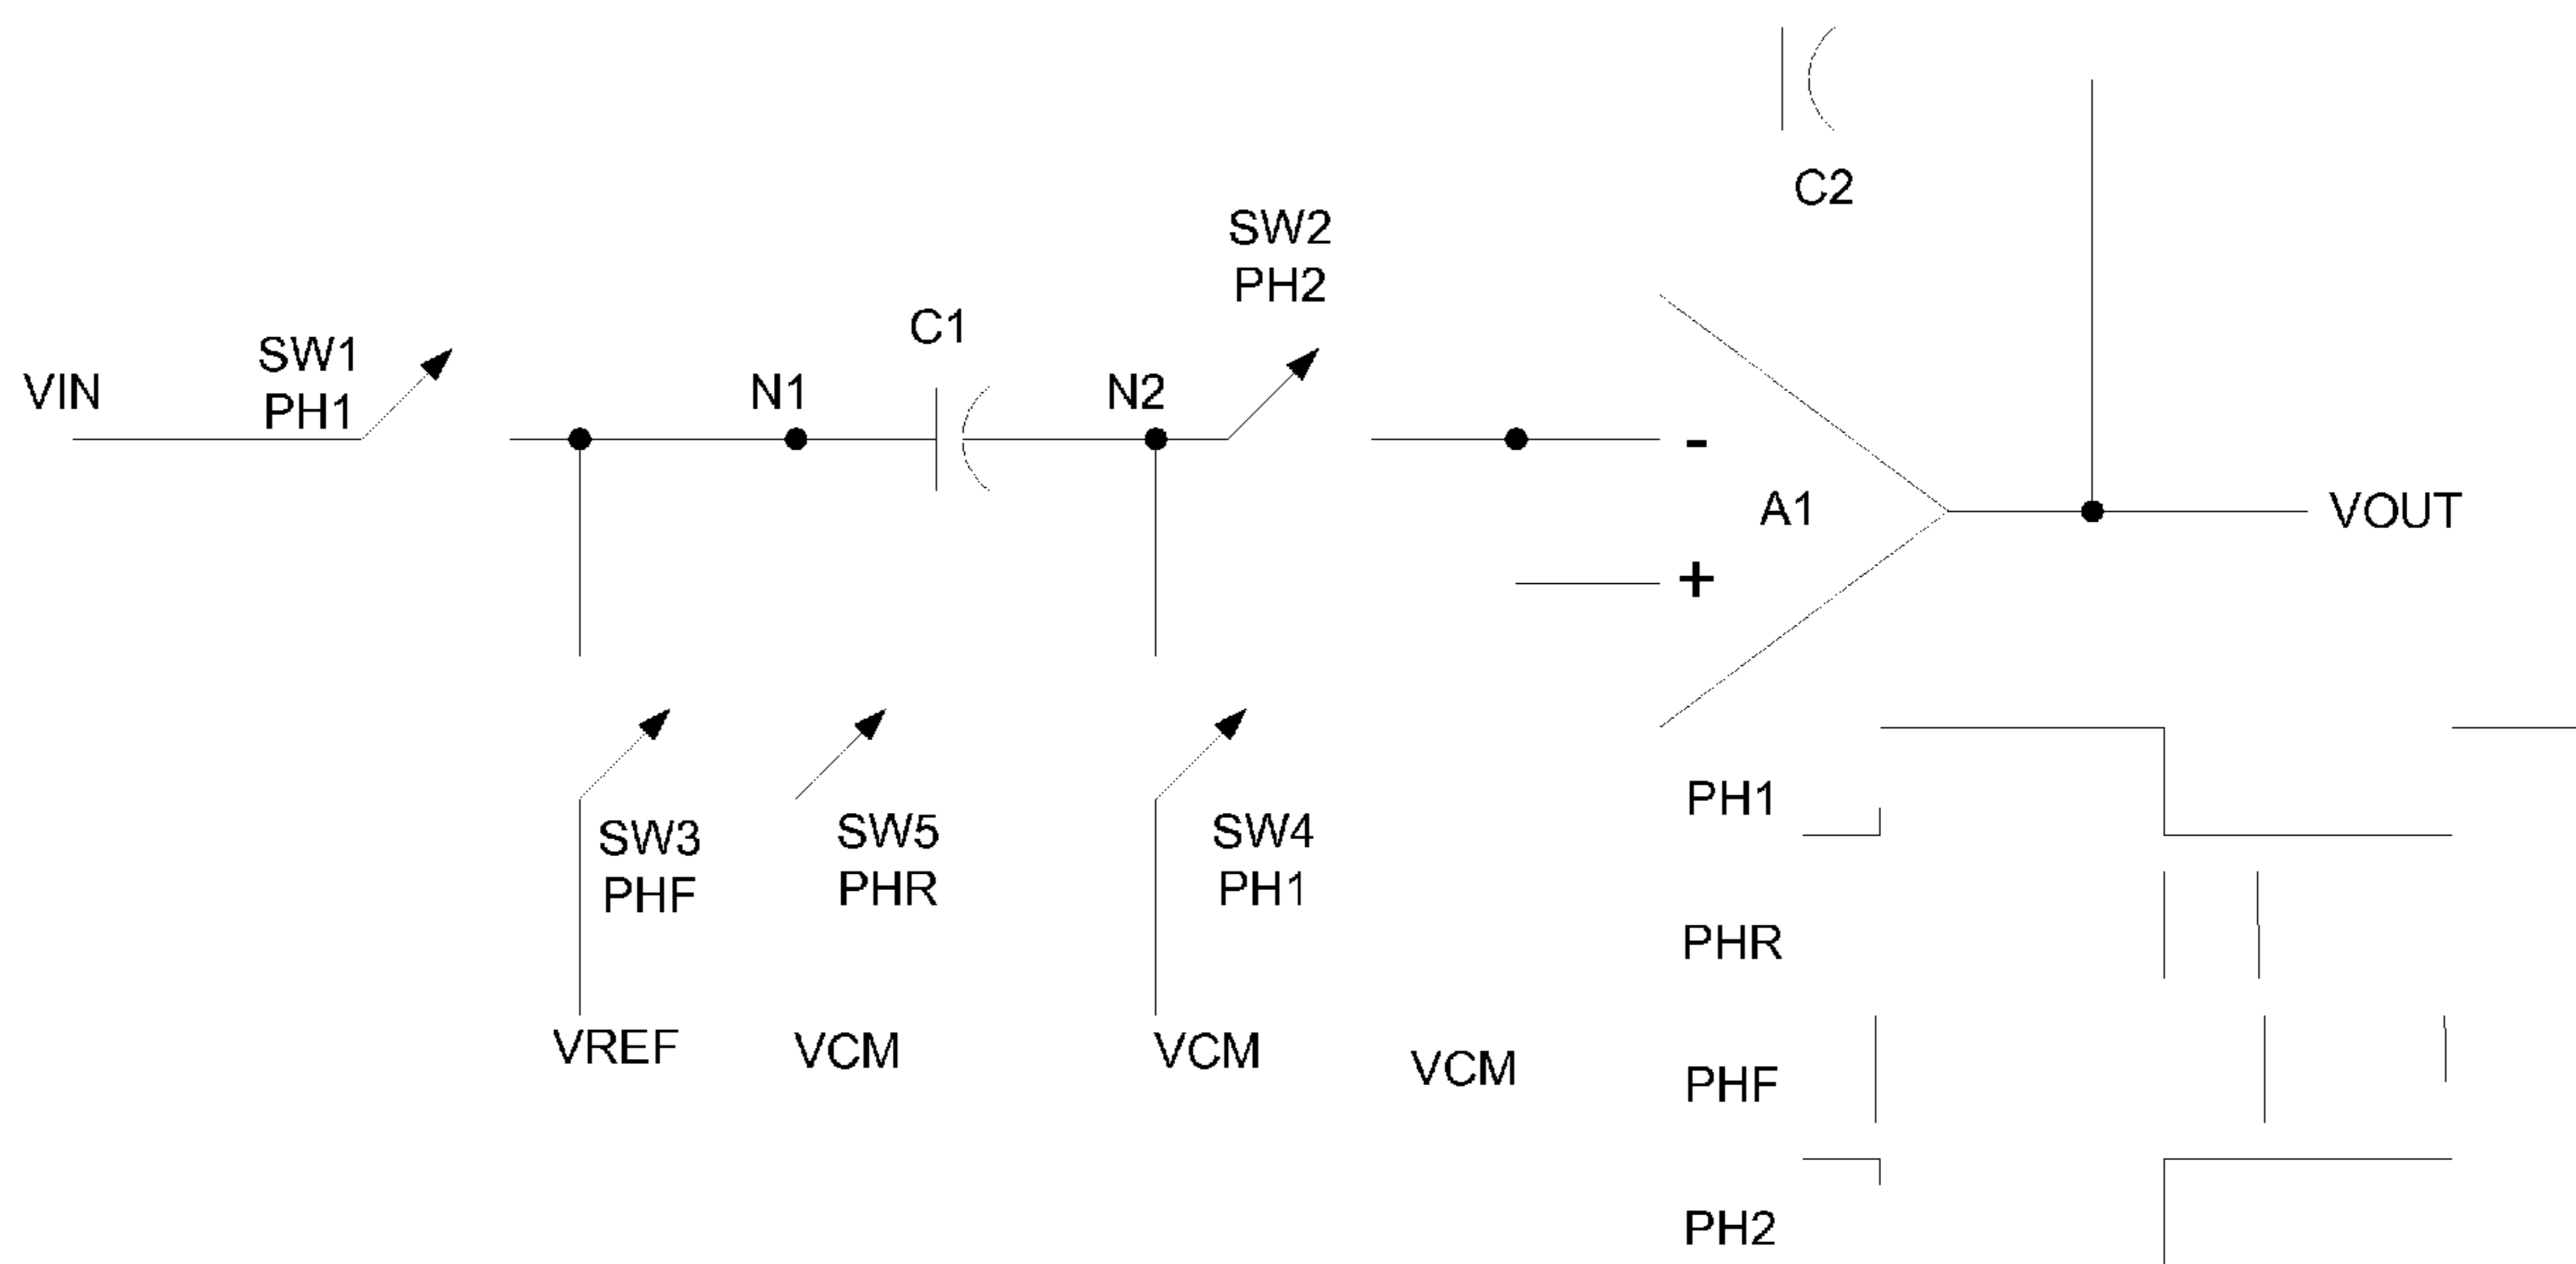 C2
SW2
PH2
C1
SW1
PH1
VIN
N1
N2
-
A1
VOUT
+
SW3
PHF
SW5
PHR
SW4
PH1
VREF
VCM
VCM
VCM
PH1
PHR
PHF
PH2